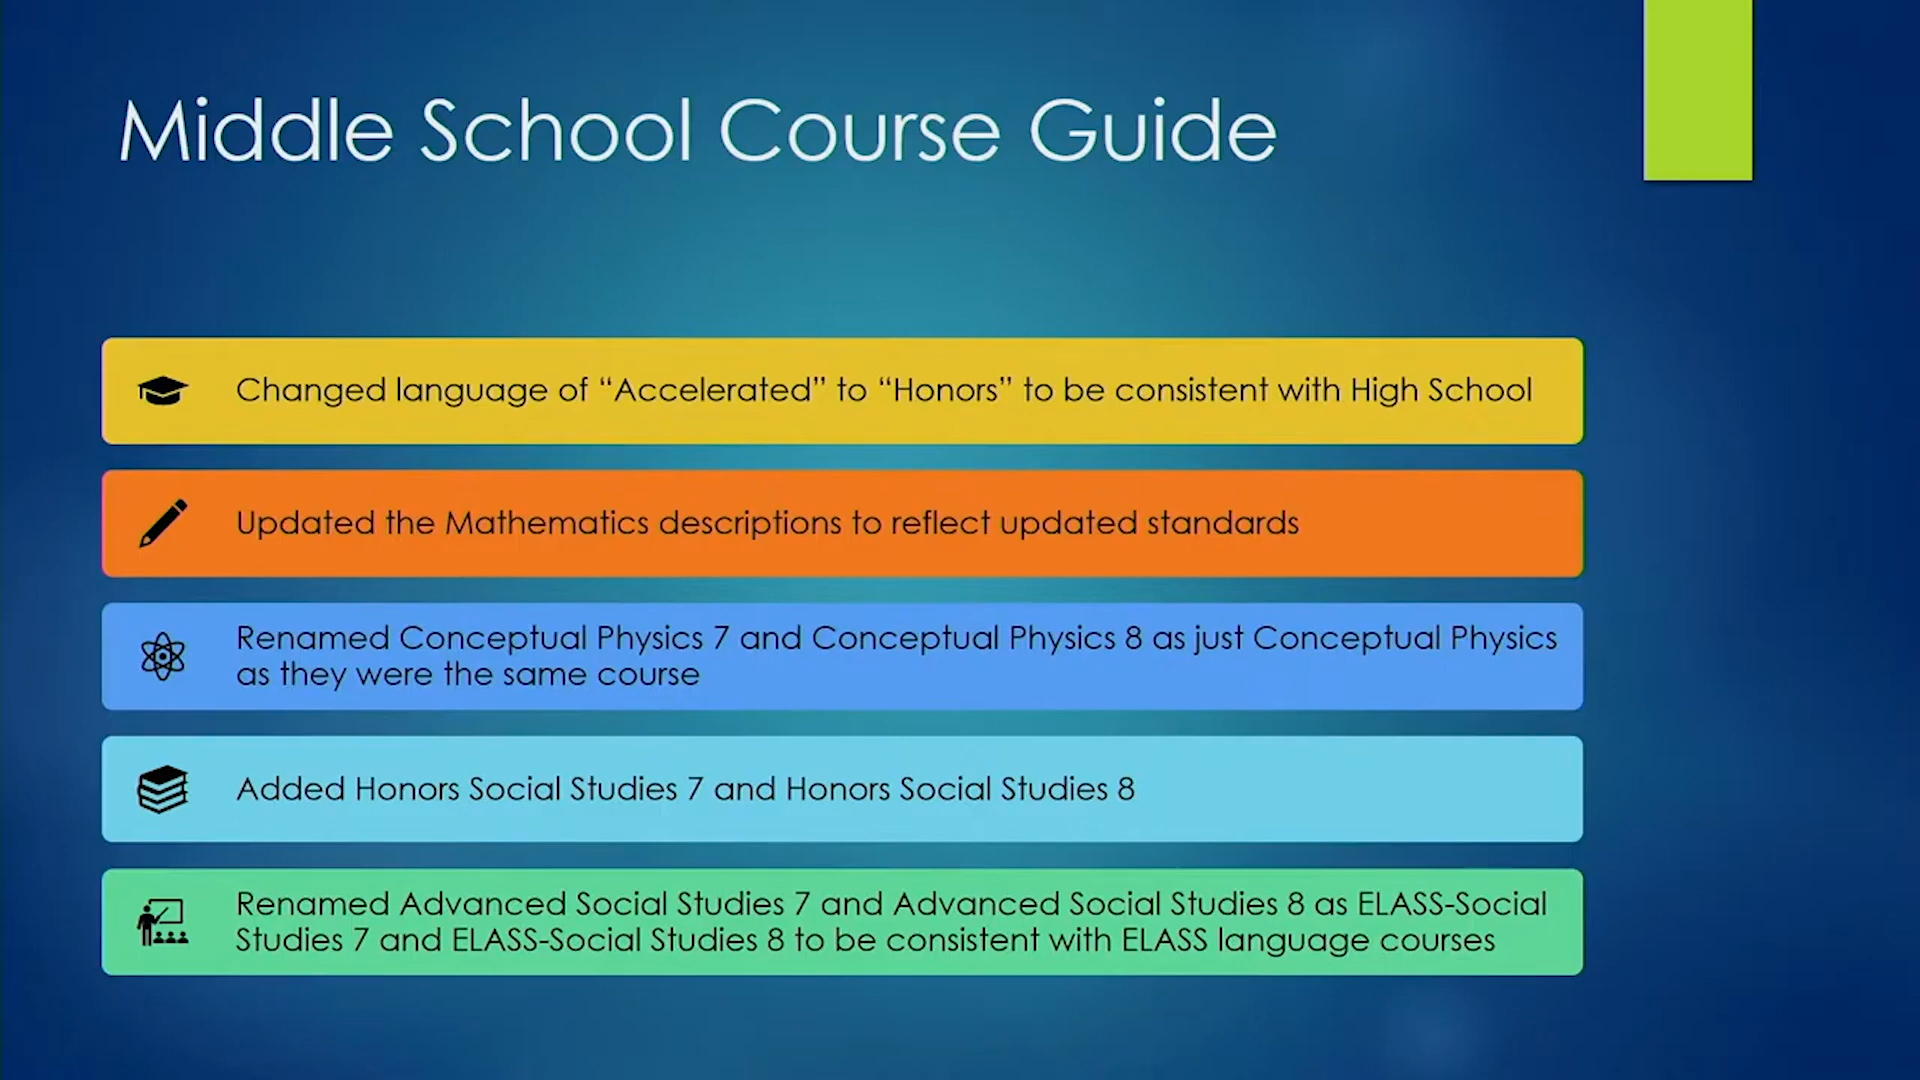 Middle School Course Guide
Changed language of “Accelerated” to “Honors” to be consistent with High School
Updated the Mathematics descriptions to reflect updated standards
Renamed Conceptual Physics 7 and Conceptual Physics 8 as just Conceptual Physics
as they were the same course
Added Honors Social Studies 7 and Honors Social Studies 8
Renamed Advanced Social Studies 7 and Advanced Social Studies 8 as ELASS-Social
Studies 7 and ELASS-Social Studies 8 to be consistent with ELASS language courses